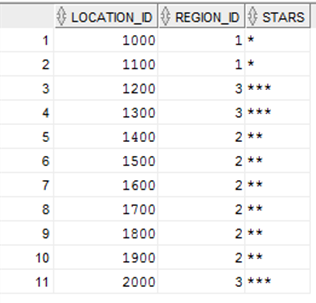 LOCATION_ID REGION_ID STARS
1 1000 1 *
2 1100 1 *
3 1200 3 ***
4 1300 3 ***
5 1400 2 **
6 1500 2 **
7 1600 2 **
8 1700 2 **
9 1800 2 **
10 1900 2 **
11 2000 3 ***